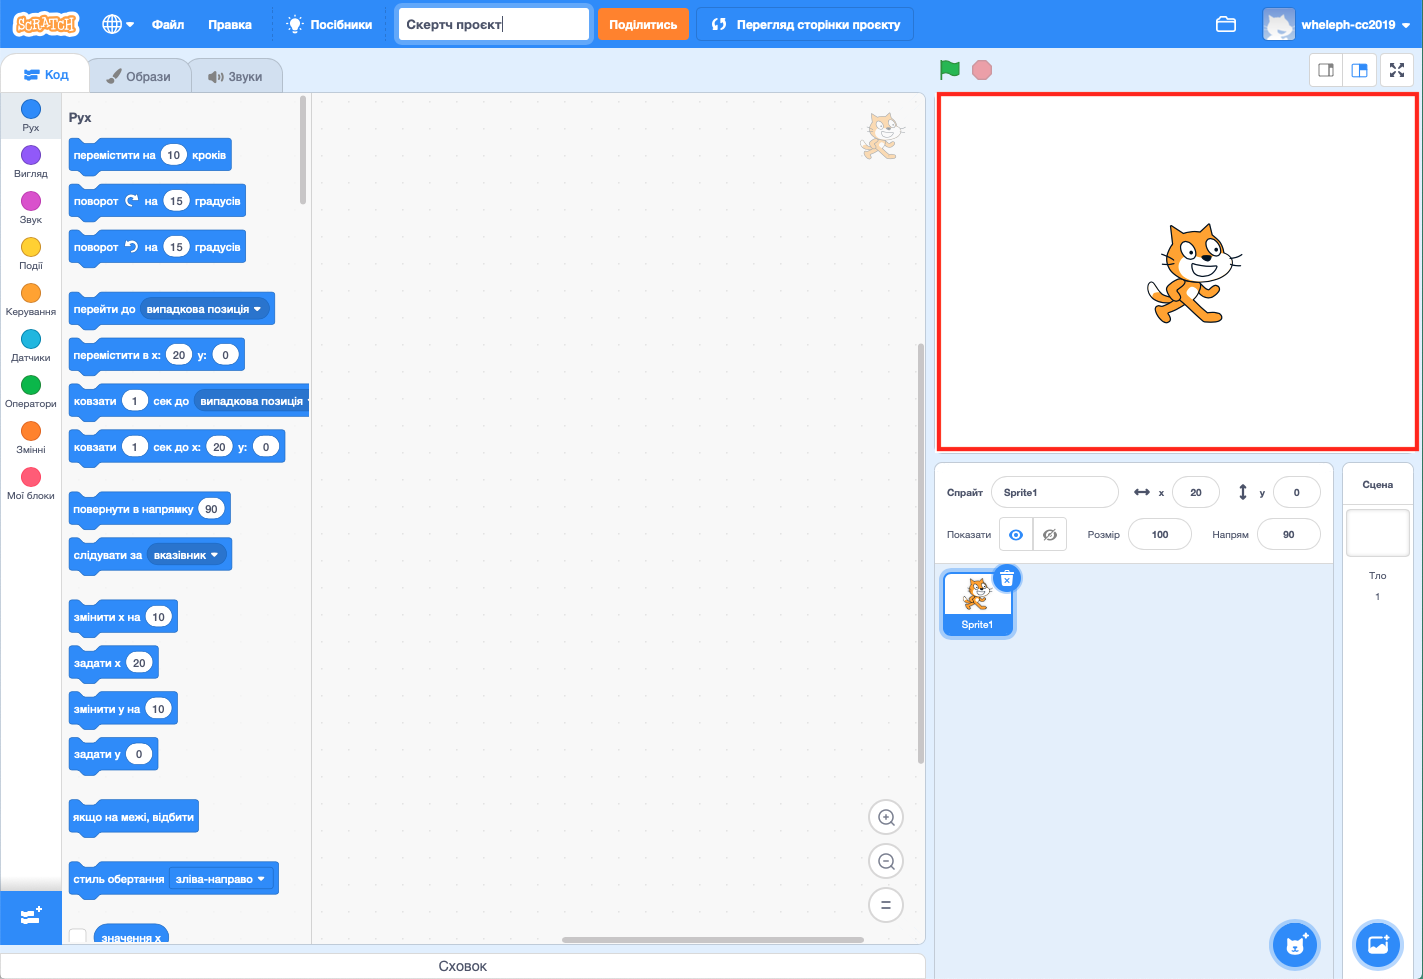 SCRATCH
Файл
Правка
Посібники
Скертч проєкт
Поділитись
Перегляд сторінки проєкту
wheleph-cc2019
Код
Образи
Звуки
Рух
Вигляд
Звук
Події
Керування
Датчики
Оператори
Змінні
Мої блоки
Рух
перемістити на 10 кроків
поворот на 15 градусів
поворот на 15 градусів
перейти до випадкова позиція
перемістити в x: 20 y: 0
ковзати 1 сек до випадкова позиція
ковзати 1 сек до x: 20 y: 0
повернути в напрямку 90
слідувати за вказівник
змінити x на 10
задати x 20
змінити y на 10
задати y 0
якщо на межі, відбити
стиль обертання зліва-направо
значення x
Сховок
Спрайт Sprite1 x 20 y 0
Показати Розмір 100 Напрям 90
Sprite1
Сцена
Тло
1